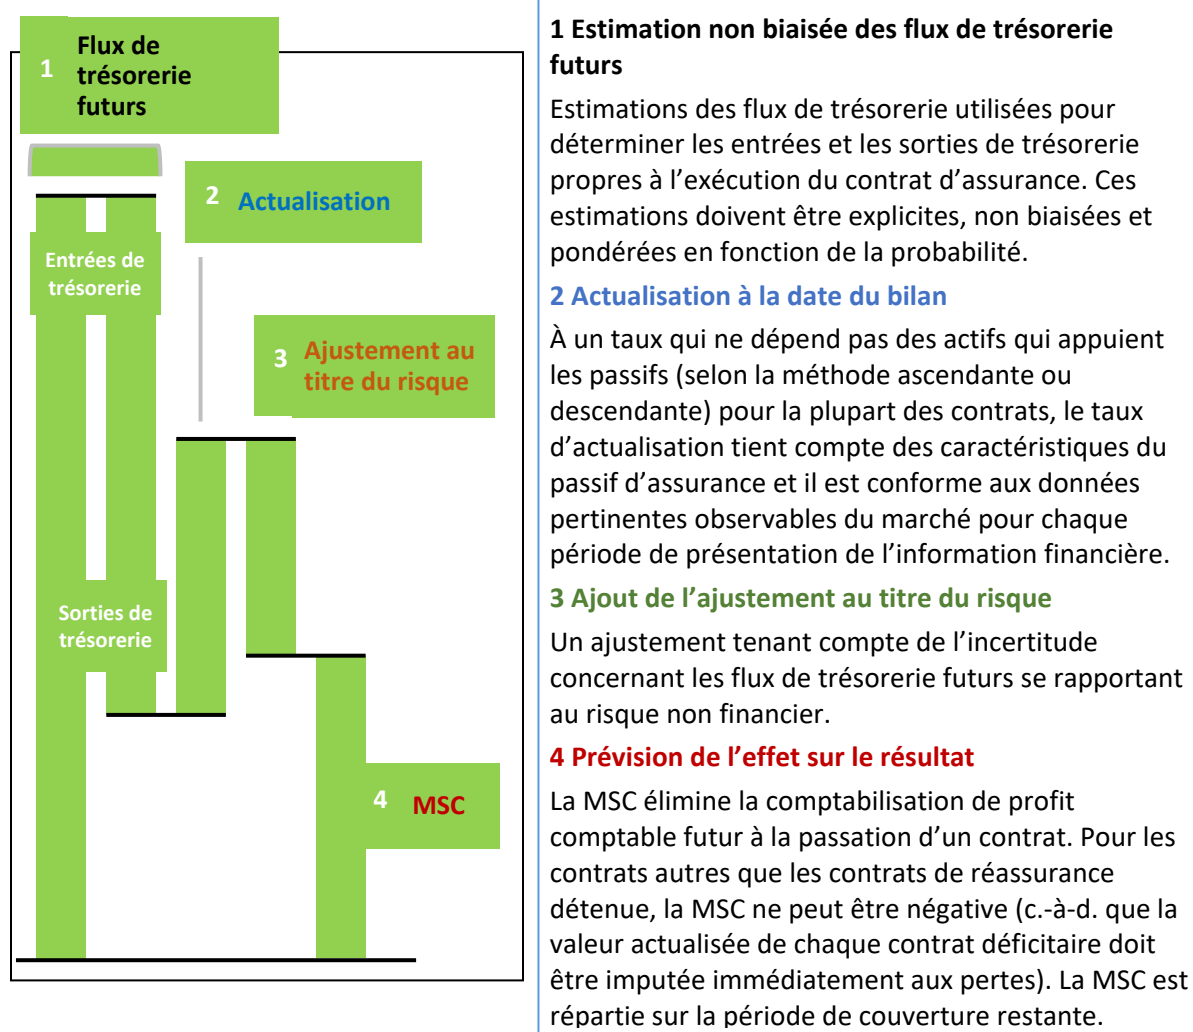 1
Flux de
trésorerie
futurs
2 Actualisation
Entrées de
trésorerie
3
Ajustement au
titre du risque
Sorties de
trésorerie
4 MSC
1 Estimation non biaisée des flux de trésorerie
futurs
Estimations des flux de trésorerie utilisées pour
déterminer les entrées et les sorties de trésorerie
propres à l’exécution du contrat d’assurance. Ces
estimations doivent être explicites, non biaisées et
pondérées en fonction de la probabilité.
2 Actualisation à la date du bilan
À un taux qui ne dépend pas des actifs qui appuient
les passifs (selon la méthode ascendante ou
descendante) pour la plupart des contrats, le taux
d’actualisation tient compte des caractéristiques du
passif d’assurance et il est conforme aux données
pertinentes observables du marché pour chaque
période de présentation de l’information financière.
3 Ajout de l’ajustement au titre du risque
Un ajustement tenant compte de l’incertitude
concernant les flux de trésorerie futurs se rapportant
au risque non financier.
4 Prévision de l’effet sur le résultat
La MSC élimine la comptabilisation de profit
comptable futur à la passation d’un contrat. Pour les
contrats autres que les contrats de réassurance
détenue, la MSC ne peut être négative (c.-à-d. que la
valeur actualisée de chaque contrat déficitaire doit
être imputée immédiatement aux pertes). La MSC est
répartie sur la période de couverture restante.